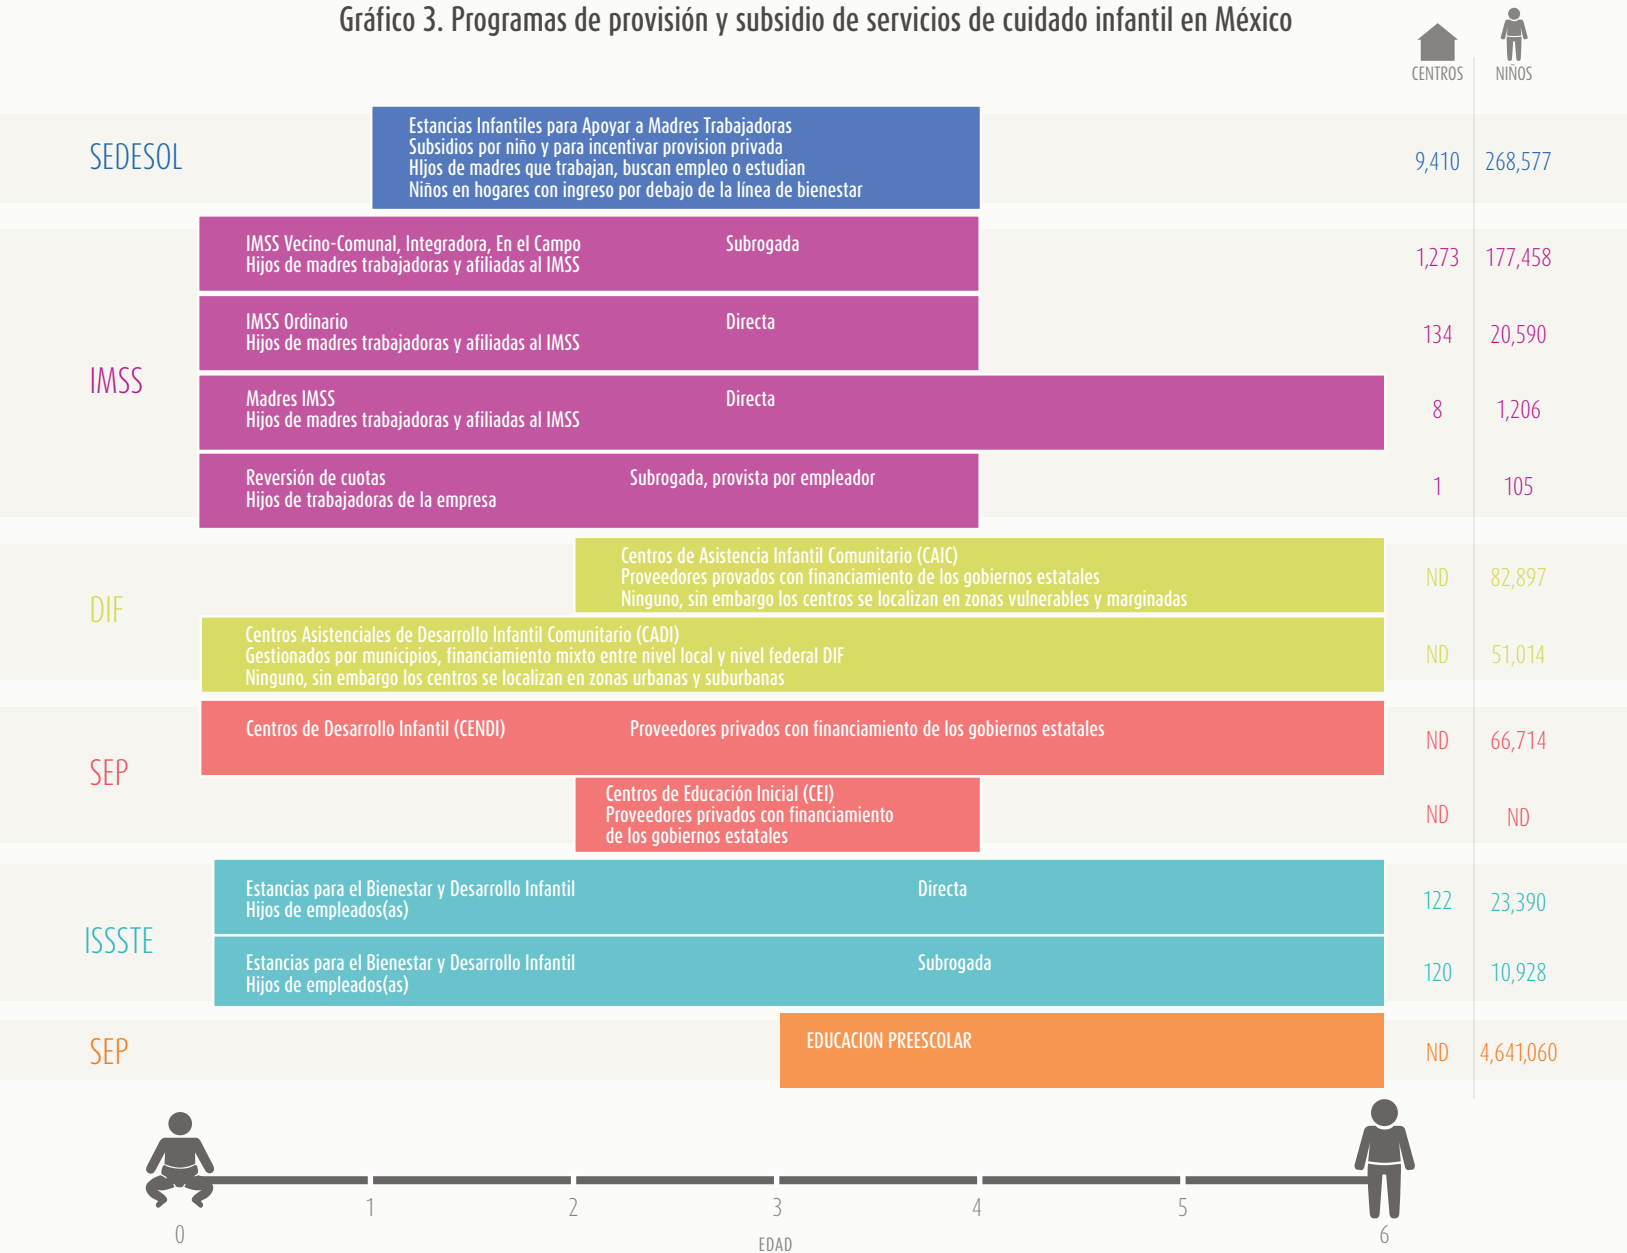 Gráfico 3. Programas de provisión y subsidio de servicios de cuidado infantil en México
CENTROS NIÑOS
SEDESOL
Estancias Infantiles para Apoyar a Madres Trabajadoras
Subsidios por niño y para incentivar provision privada
HIjos de madres que trabajan, buscan empleo o estudian
Niños en hogares con ingreso por debajo de la línea de bienestar
9,410 268,577
IMSS
IMSS Vecino-Comunal, Integradora, En el Campo Subrogada
Hijos de madres trabajadoras y afiliadas al IMSS
1,273 177,458
IMSS Ordinario Directa
Hijos de madres trabajadoras y afiliadas al IMSS
134 20,590
Madres IMSS Directa
Hijos de madres trabajadoras y afiliadas al IMSS
8 1,206
Reversión de cuotas Subrogada, provista por empleador
Hijos de trabajadoras de la empresa
1 105
DIF
Centros de Asistencia Infantil Comunitario (CAIC)
Proveedores provados con financiamiento de los gobiernos estatales
Ninguno, sin embargo los centros se localizan en zonas vulnerables y marginadas
ND 82,897
Centros Asistenciales de Desarrollo Infantil Comunitario (CADI)
Gestionados por municipios, financiamiento mixto entre nivel local y nivel federal DIF
Ninguno, sin embargo los centros se localizan en zonas urbanas y suburbanas
ND 51,014
SEP
Centros de Desarrollo Infantil (CENDI) Proveedores privados con financiamiento de los gobiernos estatales
ND 66,714
Centros de Educación Inicial (CEI)
Proveedores privados con financiamiento
de los gobiernos estatales
ND ND
ISSSTE
Estancias para el Bienestar y Desarrollo Infantil Directa
Hijos de empleados(as)
122 23,390
Estancias para el Bienestar y Desarrollo Infantil Subrogada
Hijos de empleados(as)
120 10,928
SEP
EDUCACION PREESCOLAR
ND 4,641,060
0 1 2 3 4 5 6
EDAD